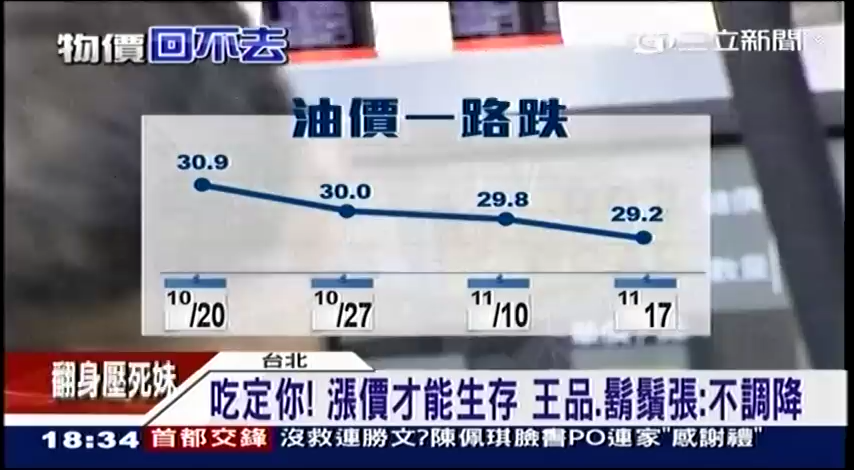 物價回不去
三立新聞
油價一路跌
30.9
30.0
29.8
29.2
10/20
10/27
11/10
11 17
台北
翻身壓死妹
吃定你! 漲價才能生存 王品.鬍鬚張:不調降
18:34 首都交鋒 沒救連勝文?陳佩琪臉書PO連家"感謝禮"